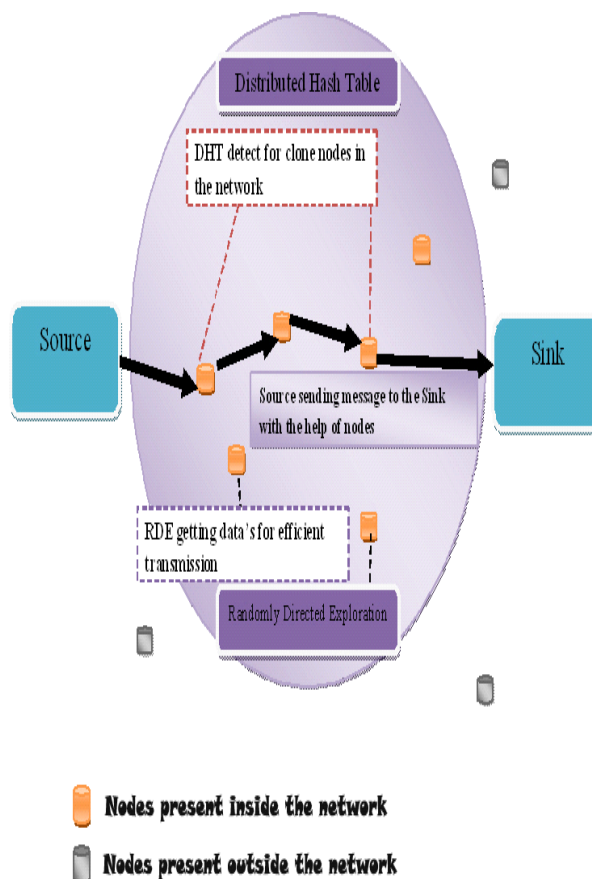 Distributed Hash Table
DHT detect for clone nodes in
the network
Source
Sink
Source sending message to the Sink
with the help of nodes
RDE getting data's for efficient
transmission
Randomly Directed Exploration
Nodes present inside the network
Nodes present outside the network